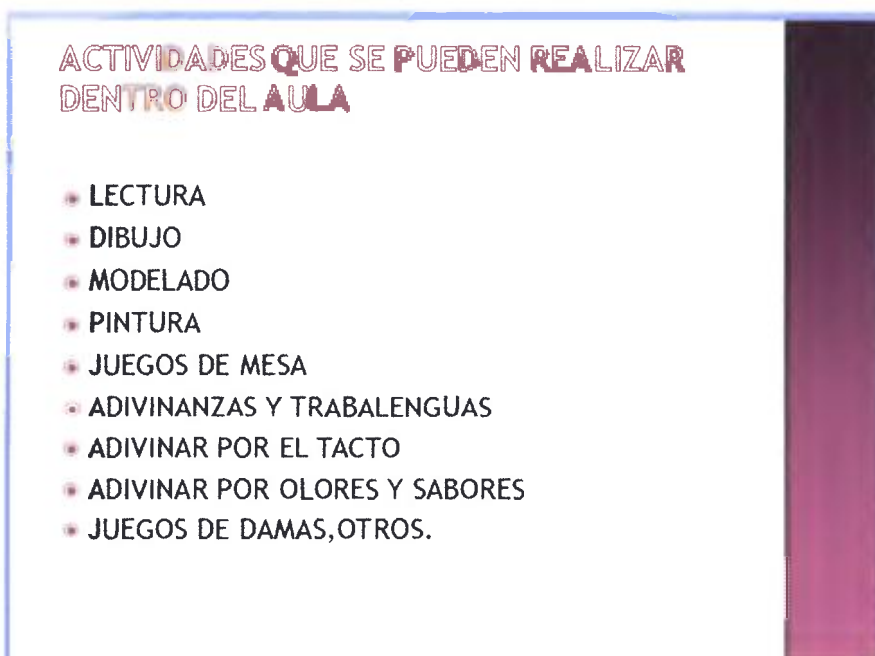 ACTIVIDADES QUE SE PUEDEN REALIZAR
DENTRO DEL AULA
LECTURA
DIBUJO
MODELADO
PINTURA
JUEGOS DE MESA
ADIVINANZAS Y TRABALENGUAS
ADIVINAR POR EL TACTO
ADIVINAR POR OLORES Y SABORES
JUEGOS DE DAMAS,OTROS.